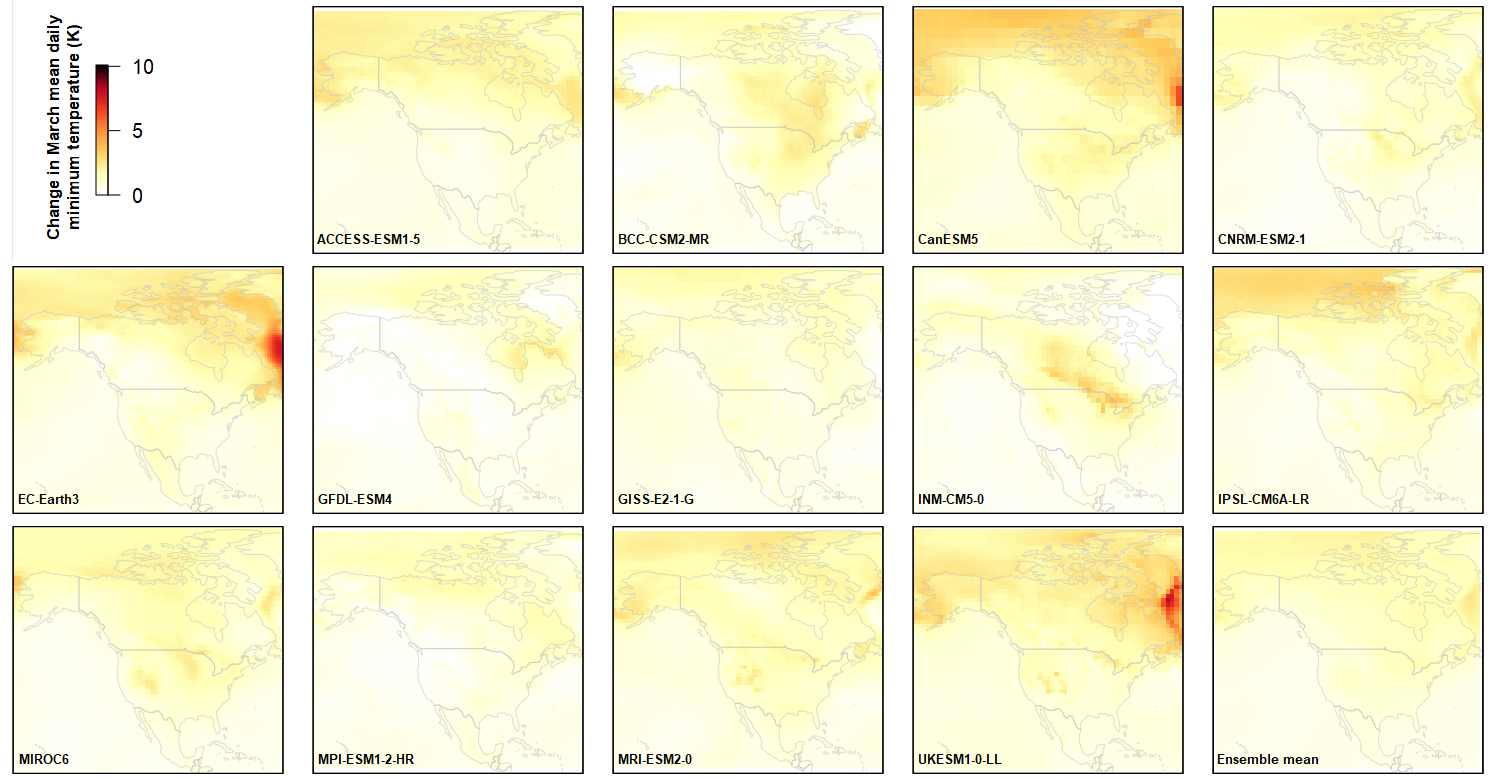 Change in March mean daily
minimum temperature (K)
10
5
0
ACCESS-ESM1-5
BCC-CSM2-MR
CanESM5
CNRM-ESM2-1
EC-Earth3
GFDL-ESM4
GISS-E2-1-G
INM-CM5-0
IPSL-CM6A-LR
MIROC6
MPI-ESM1-2-HR
MRI-ESM2-0
UKESM1-0-LL
Ensemble mean